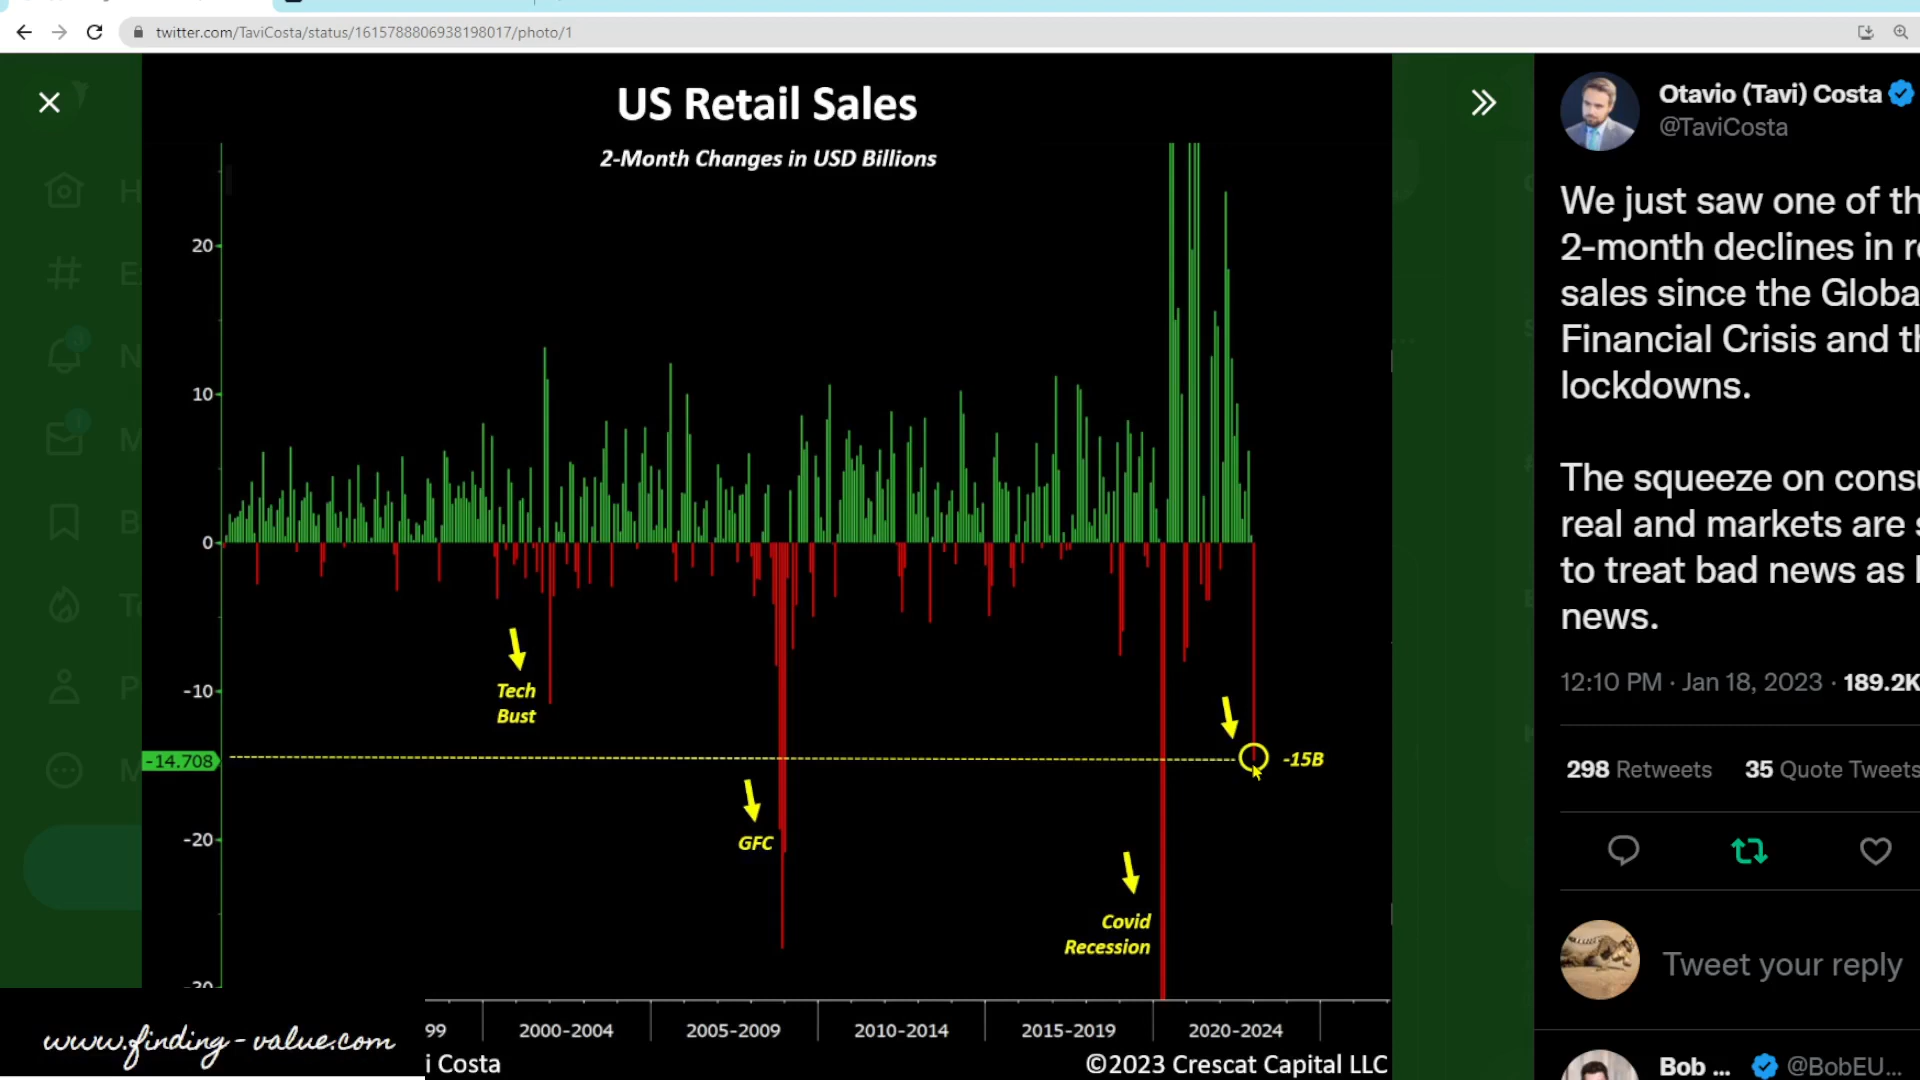 twitter.com/TaviCosta/status/1615788806938198017/photo/1
US Retail Sales
2-Month Changes in USD Billions
20
10
0
-10
-14.708
-20
-30
Tech
Bust
GFC
Covid
Recession
-15B
99
2000-2004
2005-2009
2010-2014
2015-2019
2020-2024
i Costa
©2023 Crescat Capital LLC
www.finding-value.com
Otavio (Tavi) Costa
@TaviCosta
We just saw one of th
2-month declines in r
sales since the Globa
Financial Crisis and th
lockdowns.
The squeeze on cons
real and markets are s
to treat bad news as
news.
12:10 PM · Jan 18, 2023 · 189.2K
298 Retweets 35 Quote Tweets
Tweet your reply
Bob ... @BobEU...